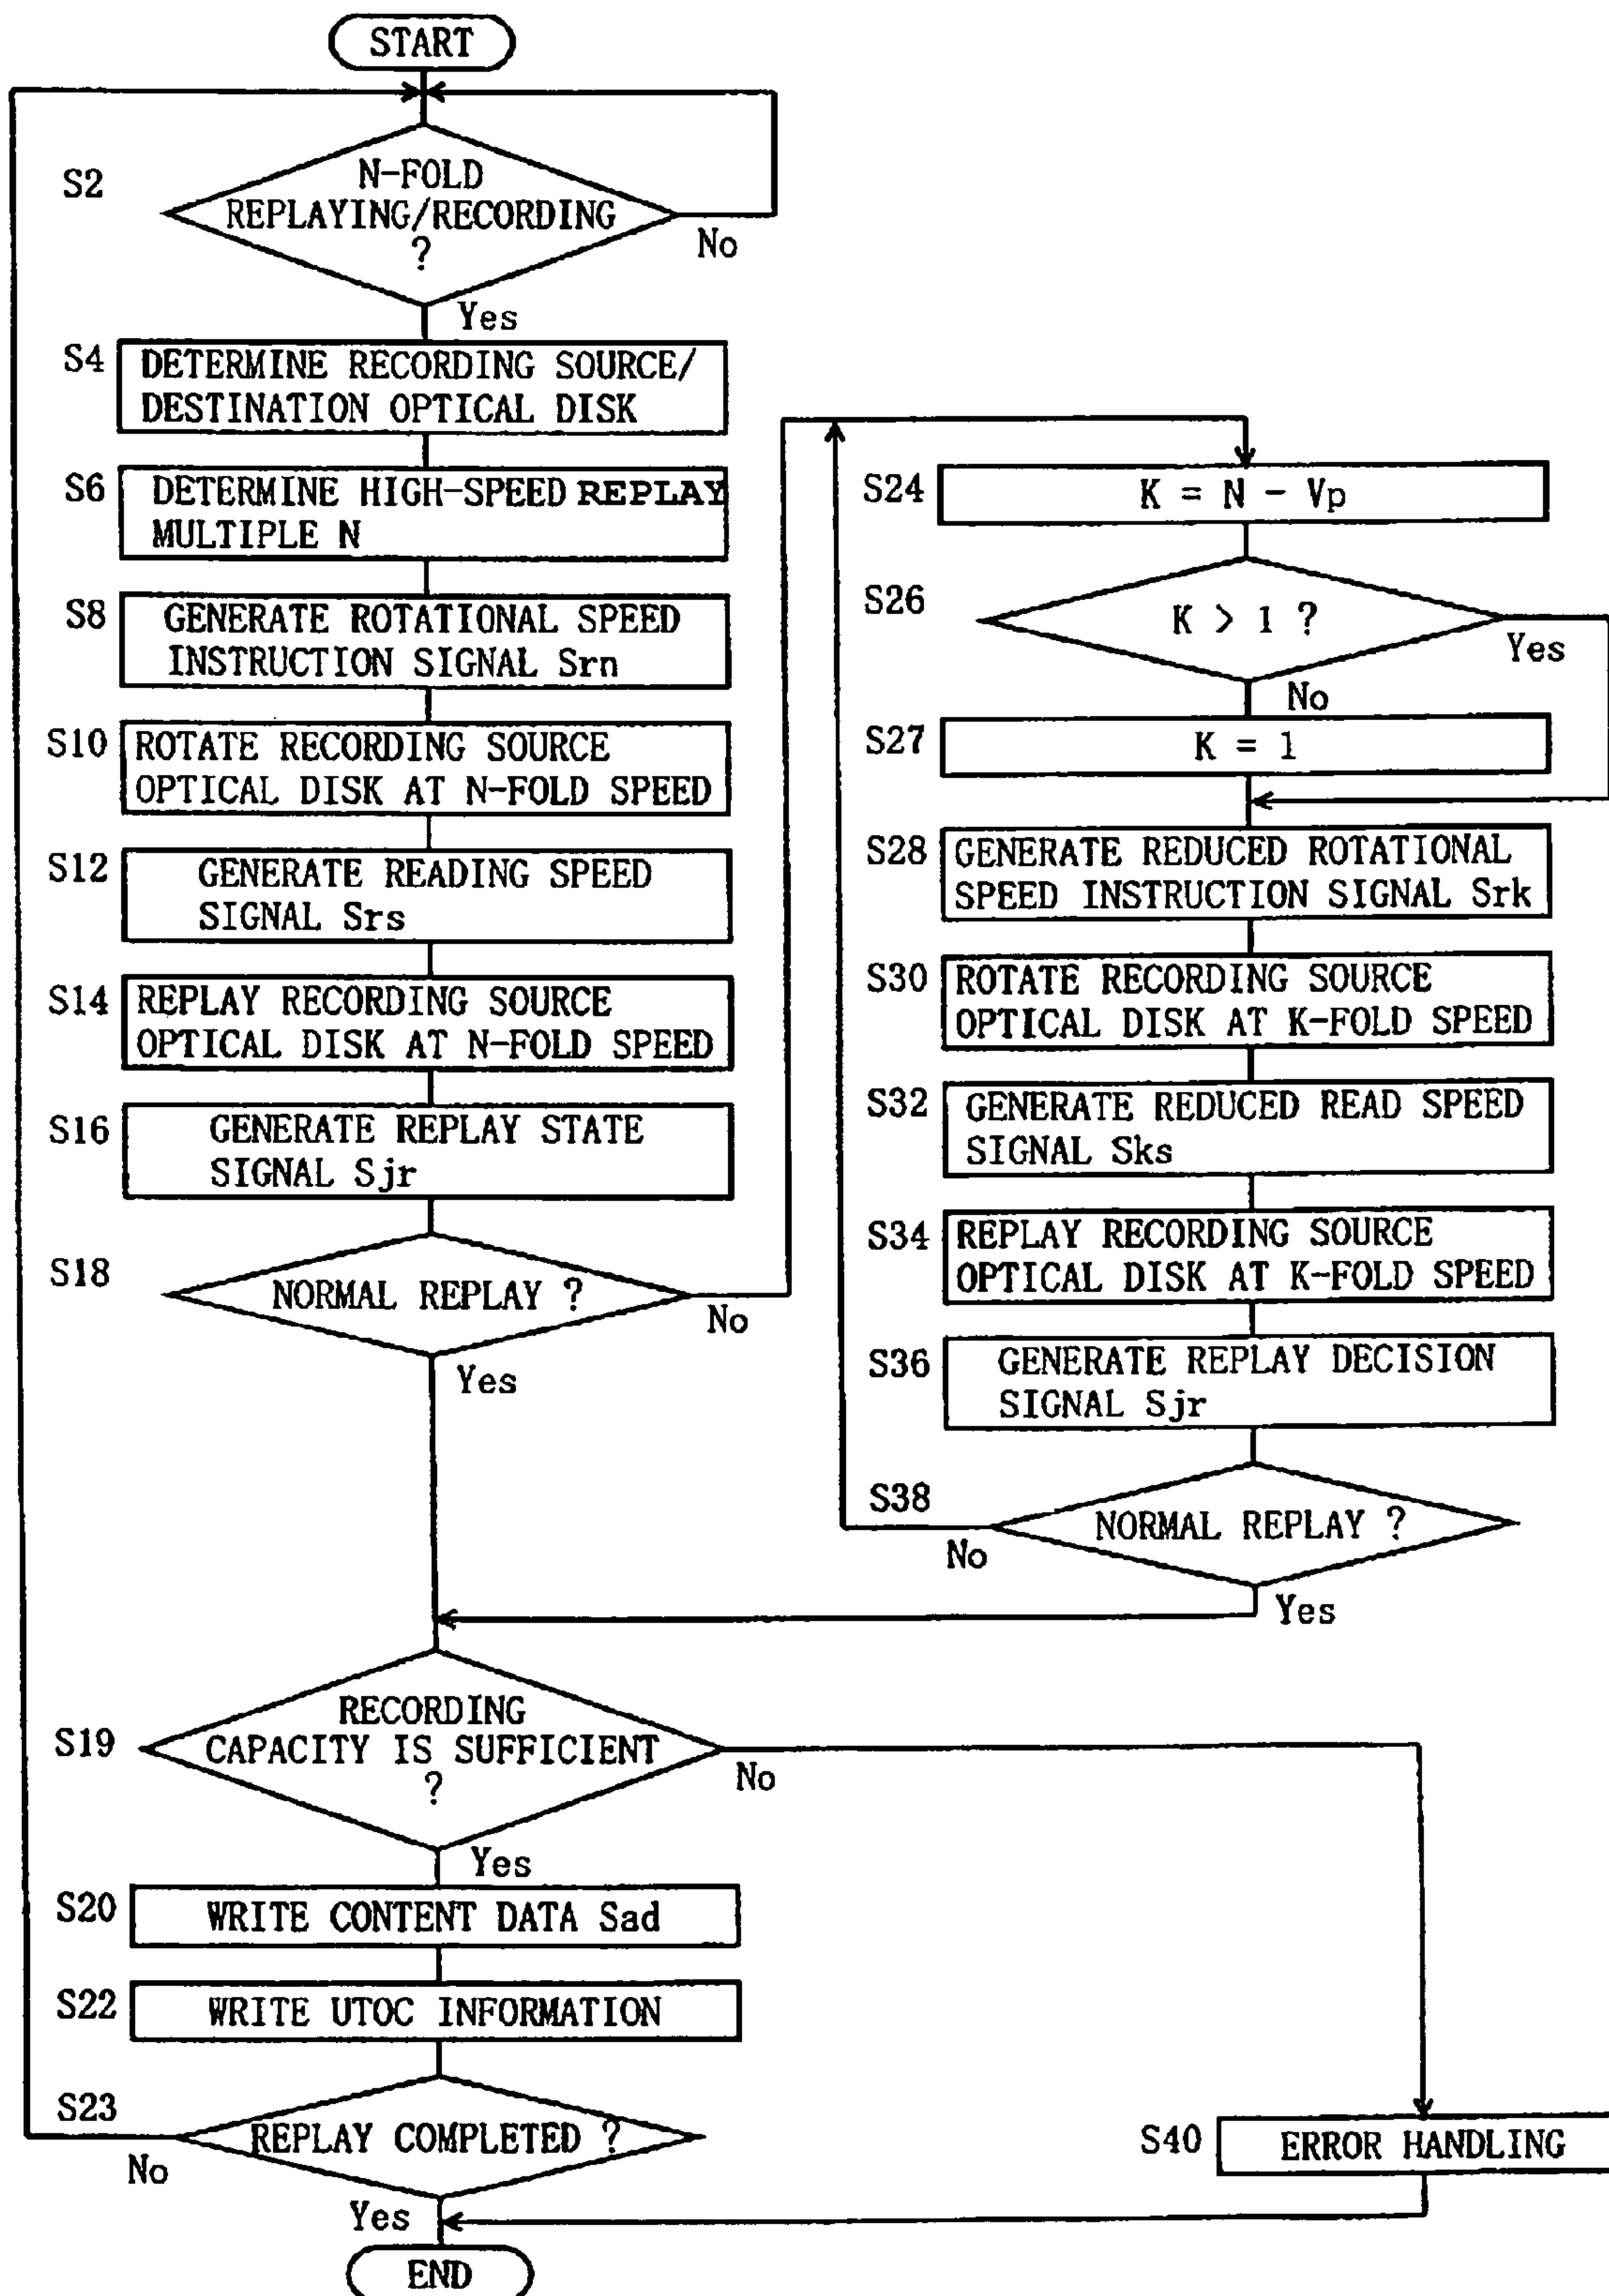 START
S2
N-FOLD
REPLAYING/RECORDING
?
No
Yes
S4
DETERMINE RECORDING SOURCE/
DESTINATION OPTICAL DISK
S6
DETERMINE HIGH-SPEED REPLAY
MULTIPLE N
S8
GENERATE ROTATIONAL SPEED
INSTRUCTION SIGNAL Srn
S10
ROTATE RECORDING SOURCE
OPTICAL DISK AT N-FOLD SPEED
S12
GENERATE READING SPEED
SIGNAL Srs
S14
REPLAY RECORDING SOURCE
OPTICAL DISK AT N-FOLD SPEED
S16
GENERATE REPLAY STATE
SIGNAL Sjr
S18
NORMAL REPLAY ?
No
Yes
S24
K = N - Vp
S26
K > 1 ?
Yes
No
S27
K = 1
S28
GENERATE REDUCED ROTATIONAL
SPEED INSTRUCTION SIGNAL Srk
S30
ROTATE RECORDING SOURCE
OPTICAL DISK AT K-FOLD SPEED
S32
GENERATE REDUCED READ SPEED
SIGNAL Sks
S34
REPLAY RECORDING SOURCE
OPTICAL DISK AT K-FOLD SPEED
S36
GENERATE REPLAY DECISION
SIGNAL Sjr
S38
NORMAL REPLAY ?
No
Yes
S19
RECORDING
CAPACITY IS SUFFICIENT
?
No
Yes
S20
WRITE CONTENT DATA Sad
S22
WRITE UTOC INFORMATION
S23
REPLAY COMPLETED ?
No
Yes
S40
ERROR HANDLING
END